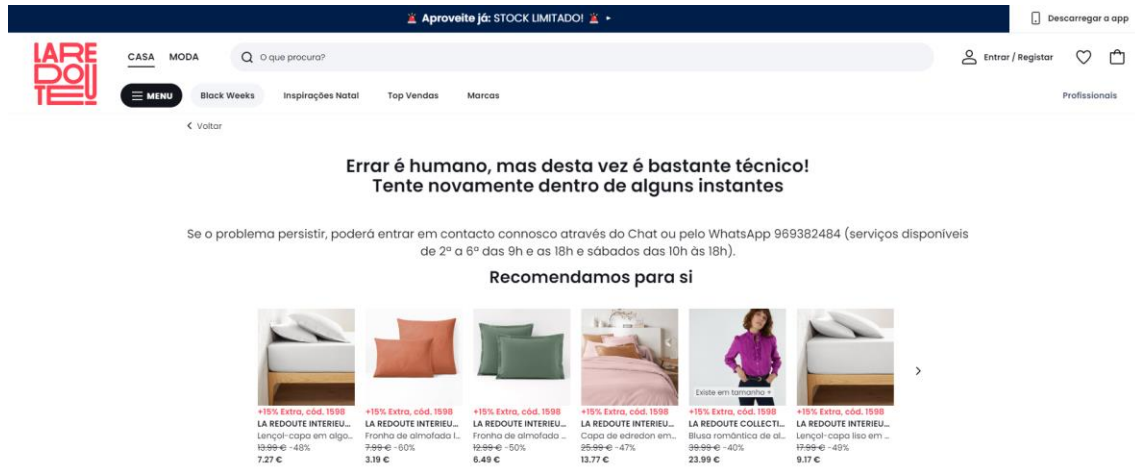 Aproveite já: STOCK LIMITADO!
Descarregar a app
LA REDOUTE
CASA MODA
O que procura?
Entrar / Registar
MENU
Black Weeks
Inspirações Natal
Top Vendas
Marcas
Profissionais
Voltar
Errar é humano, mas desta vez é bastante técnico!
Tente novamente dentro de alguns instantes
Se o problema persistir, poderá entrar em contacto connosco através do Chat ou pelo WhatsApp 969382484 (serviços disponíveis
de 2ª a 6ª das 9h e as 18h e sábados das 10h às 18h).
Recomendamos para si
Existe em tamanho +
+15% Extra, cód. 1598
LA REDOUTE INTERIEU...
Lençol-capa em algo...
13.99 € -48%
7.27 €
+15% Extra, cód. 1598
LA REDOUTE INTERIEU...
Fronha de almofada l...
7.99 € -60%
3.19 €
+15% Extra, cód. 1598
LA REDOUTE INTERIEU...
Fronha de almofada ...
12.99 € -50%
6.49 €
+15% Extra, cód. 1598
LA REDOUTE INTERIEU...
Capa de edredon em...
25.99 € -47%
13.77 €
+15% Extra, cód. 1598
LA REDOUTE COLLECTI...
Blusa romântica de al...
39.99 € -40%
23.99 €
+15% Extra, cód. 1598
LA REDOUTE INTERIEU...
Lençol-capa liso em ...
17.99 € -49%
9.17 €